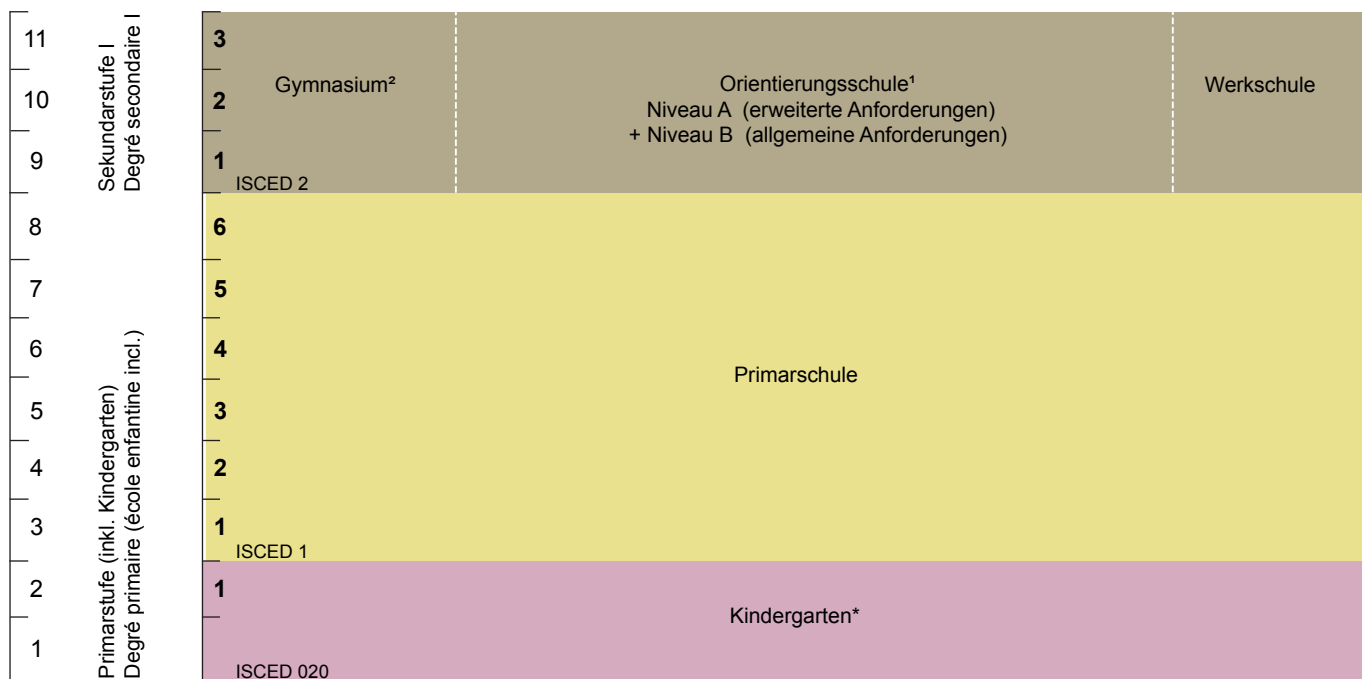 11
10
9
8
7
6
5
4
3
2
1
Sekundarstufe I
Degré secondaire I
Primarstufe (inkl. Kindergarten)
Degré primaire (école enfantine incl.)
3
2
1
Gymnasium²
Orientierungsschule¹
Niveau A (erweiterte Anforderungen)
+ Niveau B (allgemeine Anforderungen)
Werkschule
ISCED 2
6
5
4
3
2
1
Primarschule
ISCED 1
1
Kindergarten*
ISCED 020